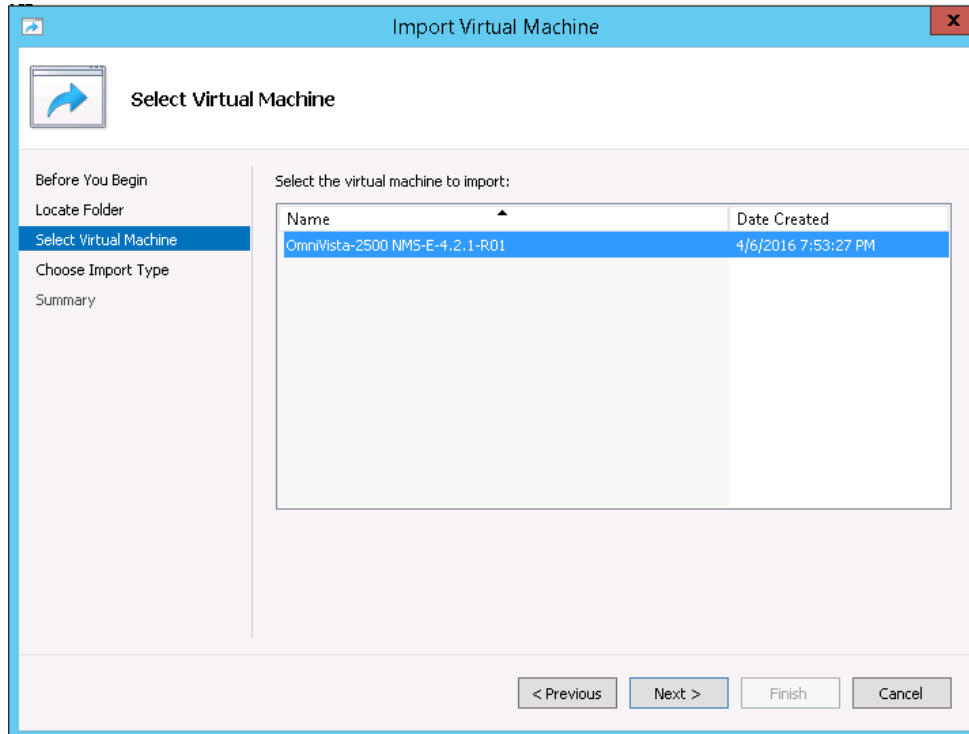 Import Virtual Machine
x
Select Virtual Machine
Before You Begin
Locate Folder
Select Virtual Machine
Choose Import Type
Summary
Select the virtual machine to import:
Name Date Created
OmniVista-2500 NMS-E-4.2.1-R01 4/6/2016 7:53:27 PM
< Previous Next > Finish Cancel